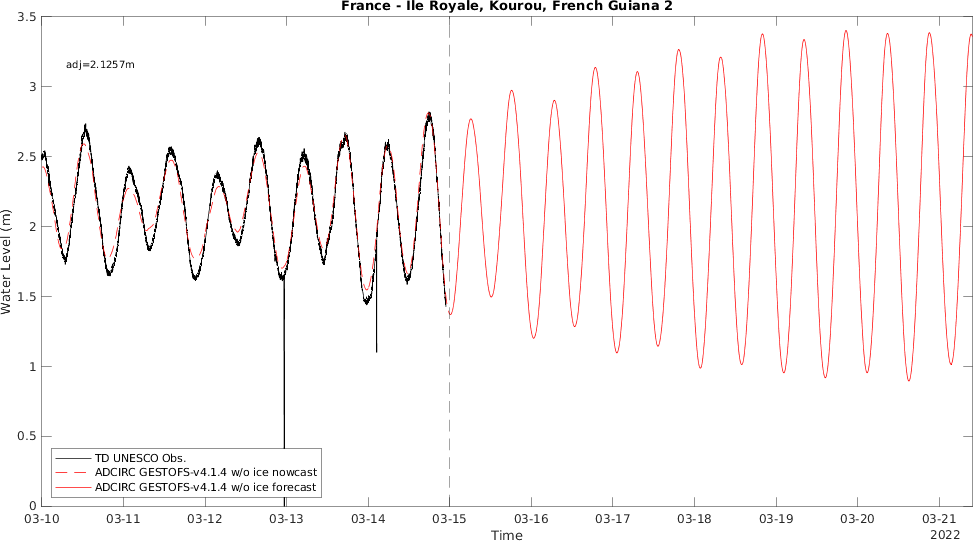 France - Ile Royale, Kourou, French Guiana 2
3.5
adj=2.1257m
3
2.5
2
1.5
1
0.5
0
Water Level (m)
TD UNESCO Obs.
ADCIRC GESTOFS-v4.1.4 w/o ice nowcast
ADCIRC GESTOFS-v4.1.4 w/o ice forecast
03-10 03-11 03-12 03-13 03-14 03-15 03-16 03-17 03-18 03-19 03-20 03-21
Time
2022